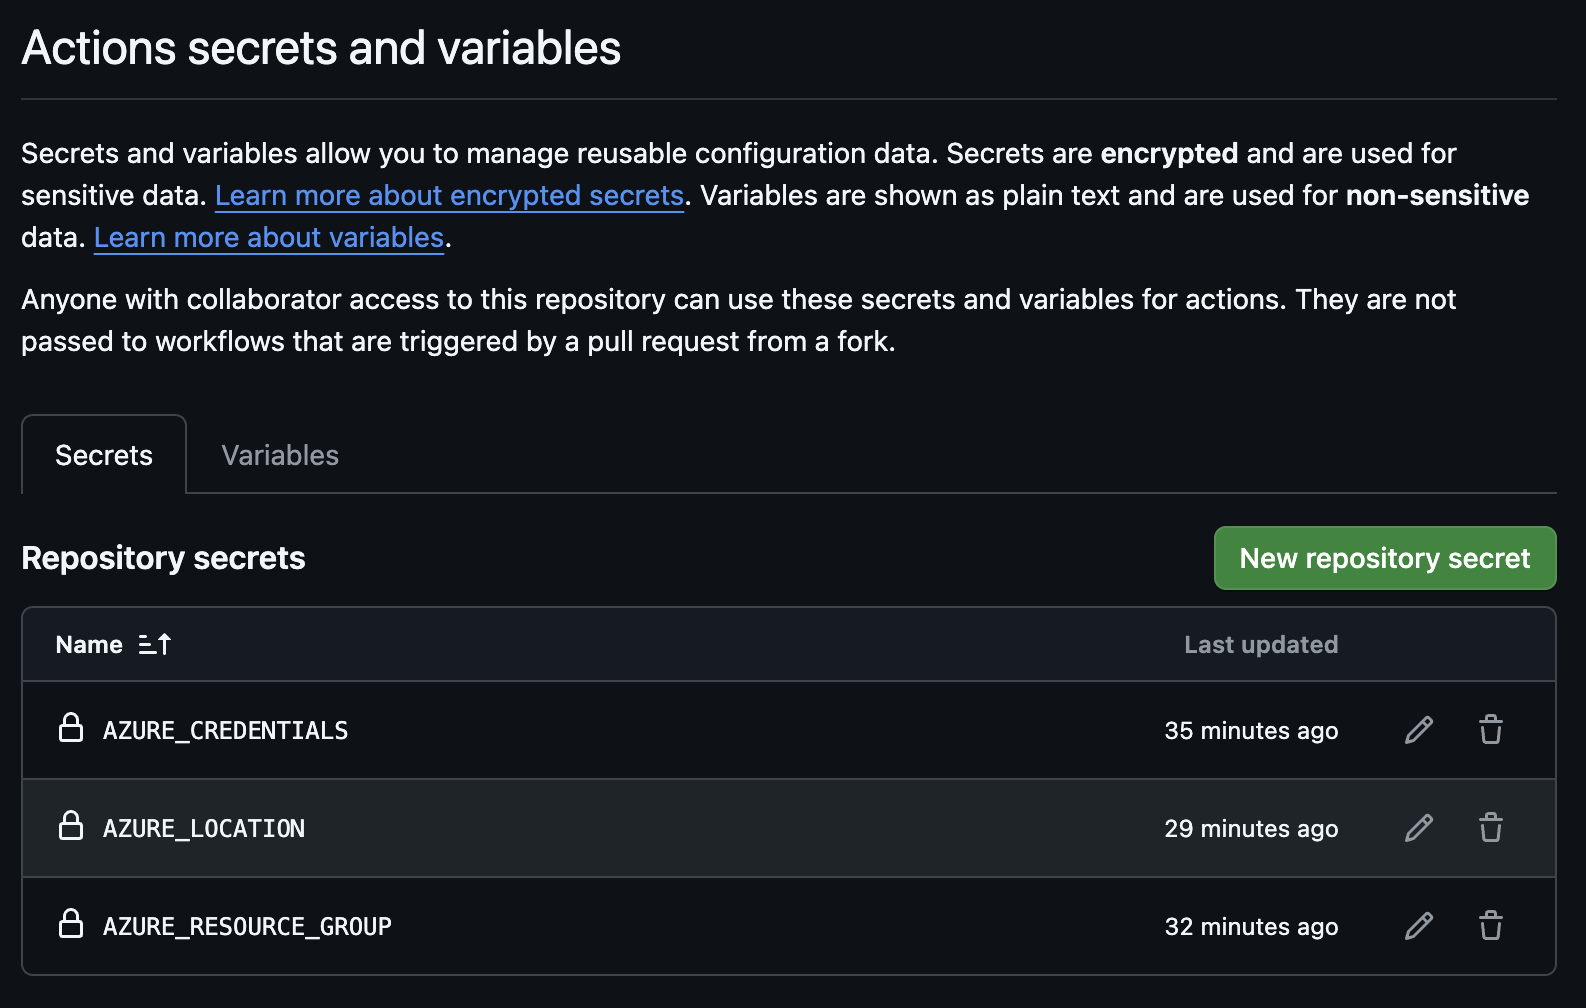 Actions secrets and variables
Secrets and variables allow you to manage reusable configuration data. Secrets are encrypted and are used for
sensitive data. Learn more about encrypted secrets. Variables are shown as plain text and are used for non-sensitive
data. Learn more about variables.
Anyone with collaborator access to this repository can use these secrets and variables for actions. They are not
passed to workflows that are triggered by a pull request from a fork.
Secrets Variables
Repository secrets New repository secret
Name Last updated
AZURE_CREDENTIALS 35 minutes ago
AZURE_LOCATION 29 minutes ago
AZURE_RESOURCE_GROUP 32 minutes ago